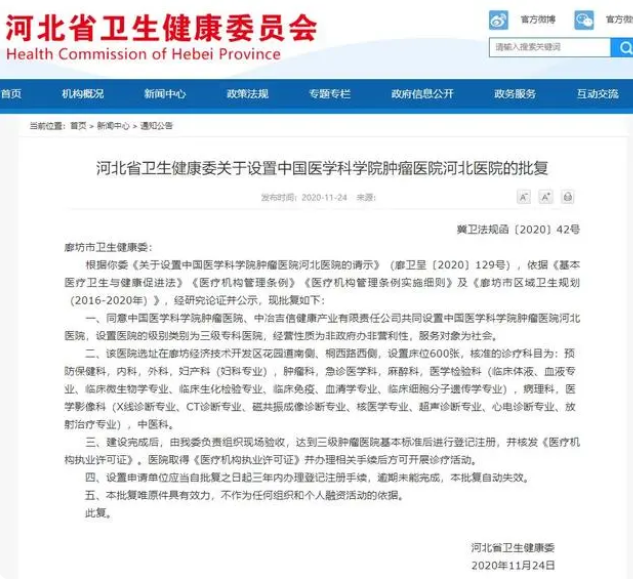 河北省卫生健康委员会
Health Commission of Hebei Province
官方微博
官方微
请输入搜索关键词
首页
机构概况
新闻中心
政策法规
专题专栏
政府信息公开
政务服务
互动交流
当前位置：首页 > 新闻中心 > 通知公告
河北省卫生健康委关于设置中国医学科学院肿瘤医院河北医院的批复
发布时间：2020-11-24 来源：
A-
A+
冀卫法规函〔2020〕42号
廊坊市卫生健康委：
根据你委《关于设置中国医学科学院肿瘤医院河北医院的请示》（廊卫呈〔2020〕129号），依据《基本
医疗卫生与健康促进法》《医疗机构管理条例》《医疗机构管理条例实施细则》及《廊坊市区域卫生规划
（2016-2020年）》，经研究论证并公示，现批复如下：
一、同意中国医学科学院肿瘤医院、中冶吉信健康产业有限责任公司共同设置中国医学科学院肿瘤医院河北
医院，设置医院的级别类别为三级专科医院，经营性质为非政府办非营利性，服务对象为社会。
二、该医院选址在廊坊经济技术开发区花园道南侧、桐西路西侧，设置床位600张，核准的诊疗科目为：预
防保健科，内科，外科，妇产科（妇科专业），肿瘤科，急诊医学科，麻醉科，医学检验科（临床体液、血液专
业、临床微生物学专业、临床生化检验专业、临床免疫、血清学专业、临床细胞分子遗传学专业），病理科，医
学影像科（X线诊断专业、CT诊断专业、磁共振成像诊断专业、核医学专业、超声诊断专业、心电诊断专业、放
射治疗专业），中医科。
三、建设完成后，由我委负责组织现场验收，达到三级肿瘤医院基本标准后进行登记注册，并核发《医疗机
构执业许可证》。医院取得《医疗机构执业许可证》并办理相关手续后方可开展诊疗活动。
四、设置申请单位应当自批复之日起三年内办理登记注册手续，逾期未能完成，本批复自动失效。
五、本批复唯原件具有效力，不作为任何组织和个人融资活动的依据。
此复。
河北省卫生健康委
2020年11月24日